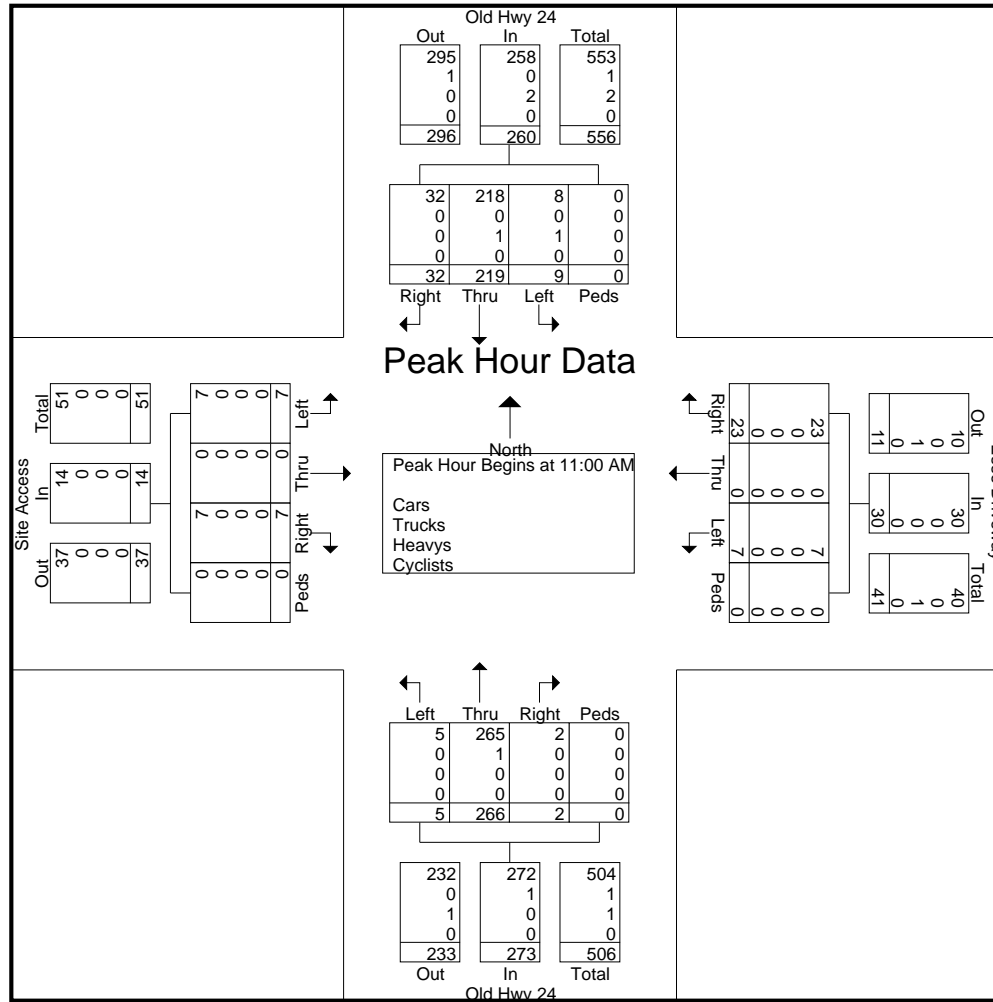 Old Hwy 24
Out In Total
295 258 553
1 0 1
0 2 2
0 0 0
296 260 556
32 218 8 0
0 0 0 0
0 1 1 0
0 0 0 0
32 219 9 0
Right Thru Left Peds
Peak Hour Data
North
Peak Hour Begins at 11:00 AM
Cars
Trucks
Heavys
Cyclists
Site Access
Total
51 0 0 0 51
In
14 0 0 0 14
Out
37 0 0 0 37
Left
7 0 0 0 7
Thru
0 0 0 0 0
Right
7 0 0 0 7
Peds
0 0 0 0 0
Right
23 0 0 0 23
Thru
0 0 0 0 0
Left
7 0 0 0 7
Peds
0 0 0 0 0
Out
10 0 1 0 11
In
30 0 0 0 30
Total
40 0 1 0 41
Left Thru Right Peds
5 265 2 0
0 1 0 0
0 0 0 0
0 0 0 0
5 266 2 0
232 272 504
0 1 1
1 0 1
0 0 0
233 273 506
Out In Total
Old Hwy 24